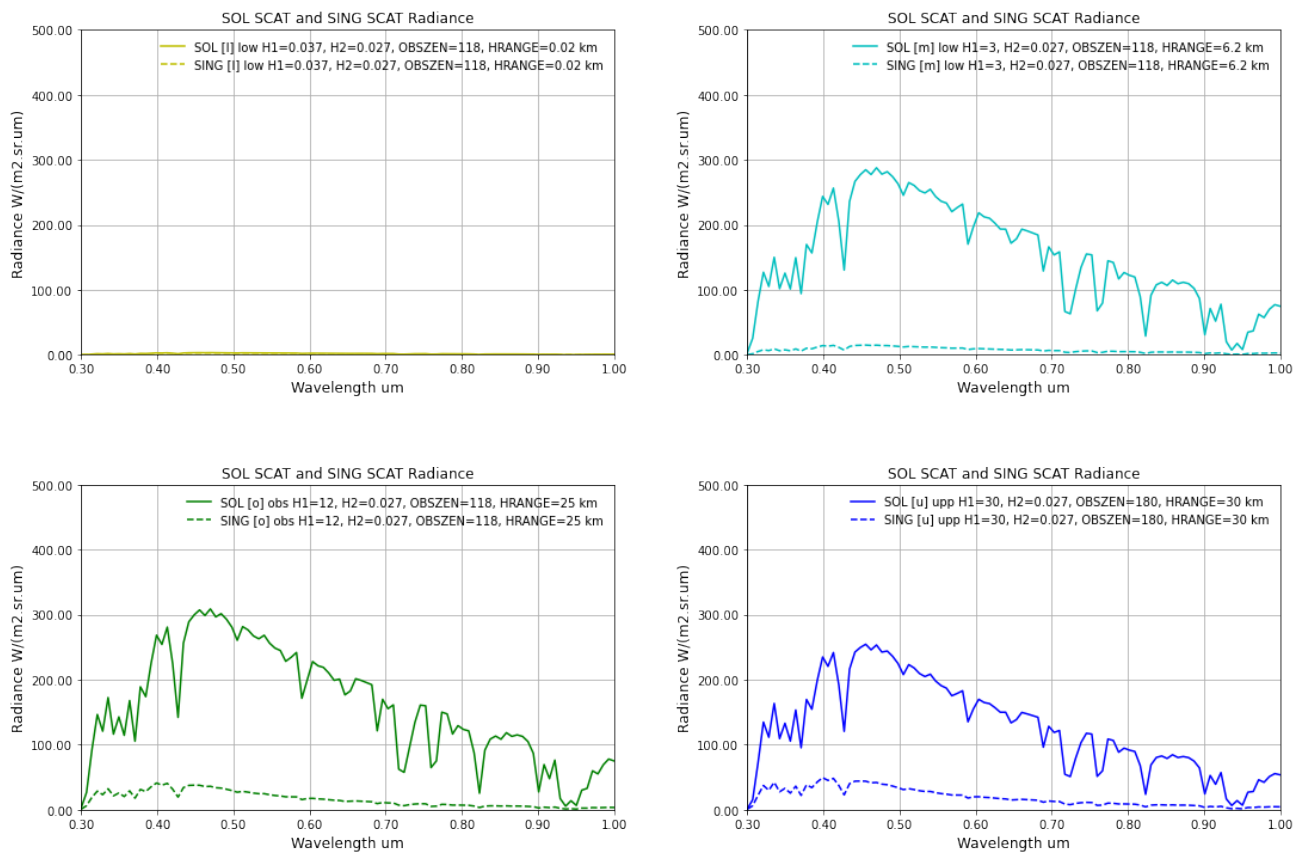 SOL SCAT and SING SCAT Radiance
500.00
400.00
300.00
200.00
100.00
0.00
Radiance W/(m2.sr.um)
SOL [l] low H1=0.037, H2=0.027, OBSZEN=118, HRANGE=0.02 km
SING [l] low H1=0.037, H2=0.027, OBSZEN=118, HRANGE=0.02 km
0.30 0.40 0.50 0.60 0.70 0.80 0.90 1.00
Wavelength um
SOL SCAT and SING SCAT Radiance
500.00
400.00
300.00
200.00
100.00
0.00
Radiance W/(m2.sr.um)
SOL [m] low H1=3, H2=0.027, OBSZEN=118, HRANGE=6.2 km
SING [m] low H1=3, H2=0.027, OBSZEN=118, HRANGE=6.2 km
0.30 0.40 0.50 0.60 0.70 0.80 0.90 1.00
Wavelength um
SOL SCAT and SING SCAT Radiance
500.00
400.00
300.00
200.00
100.00
0.00
Radiance W/(m2.sr.um)
SOL [o] obs H1=12, H2=0.027, OBSZEN=118, HRANGE=25 km
SING [o] obs H1=12, H2=0.027, OBSZEN=118, HRANGE=25 km
0.30 0.40 0.50 0.60 0.70 0.80 0.90 1.00
Wavelength um
SOL SCAT and SING SCAT Radiance
500.00
400.00
300.00
200.00
100.00
0.00
Radiance W/(m2.sr.um)
SOL [u] upp H1=30, H2=0.027, OBSZEN=180, HRANGE=30 km
SING [u] upp H1=30, H2=0.027, OBSZEN=180, HRANGE=30 km
0.30 0.40 0.50 0.60 0.70 0.80 0.90 1.00
Wavelength um